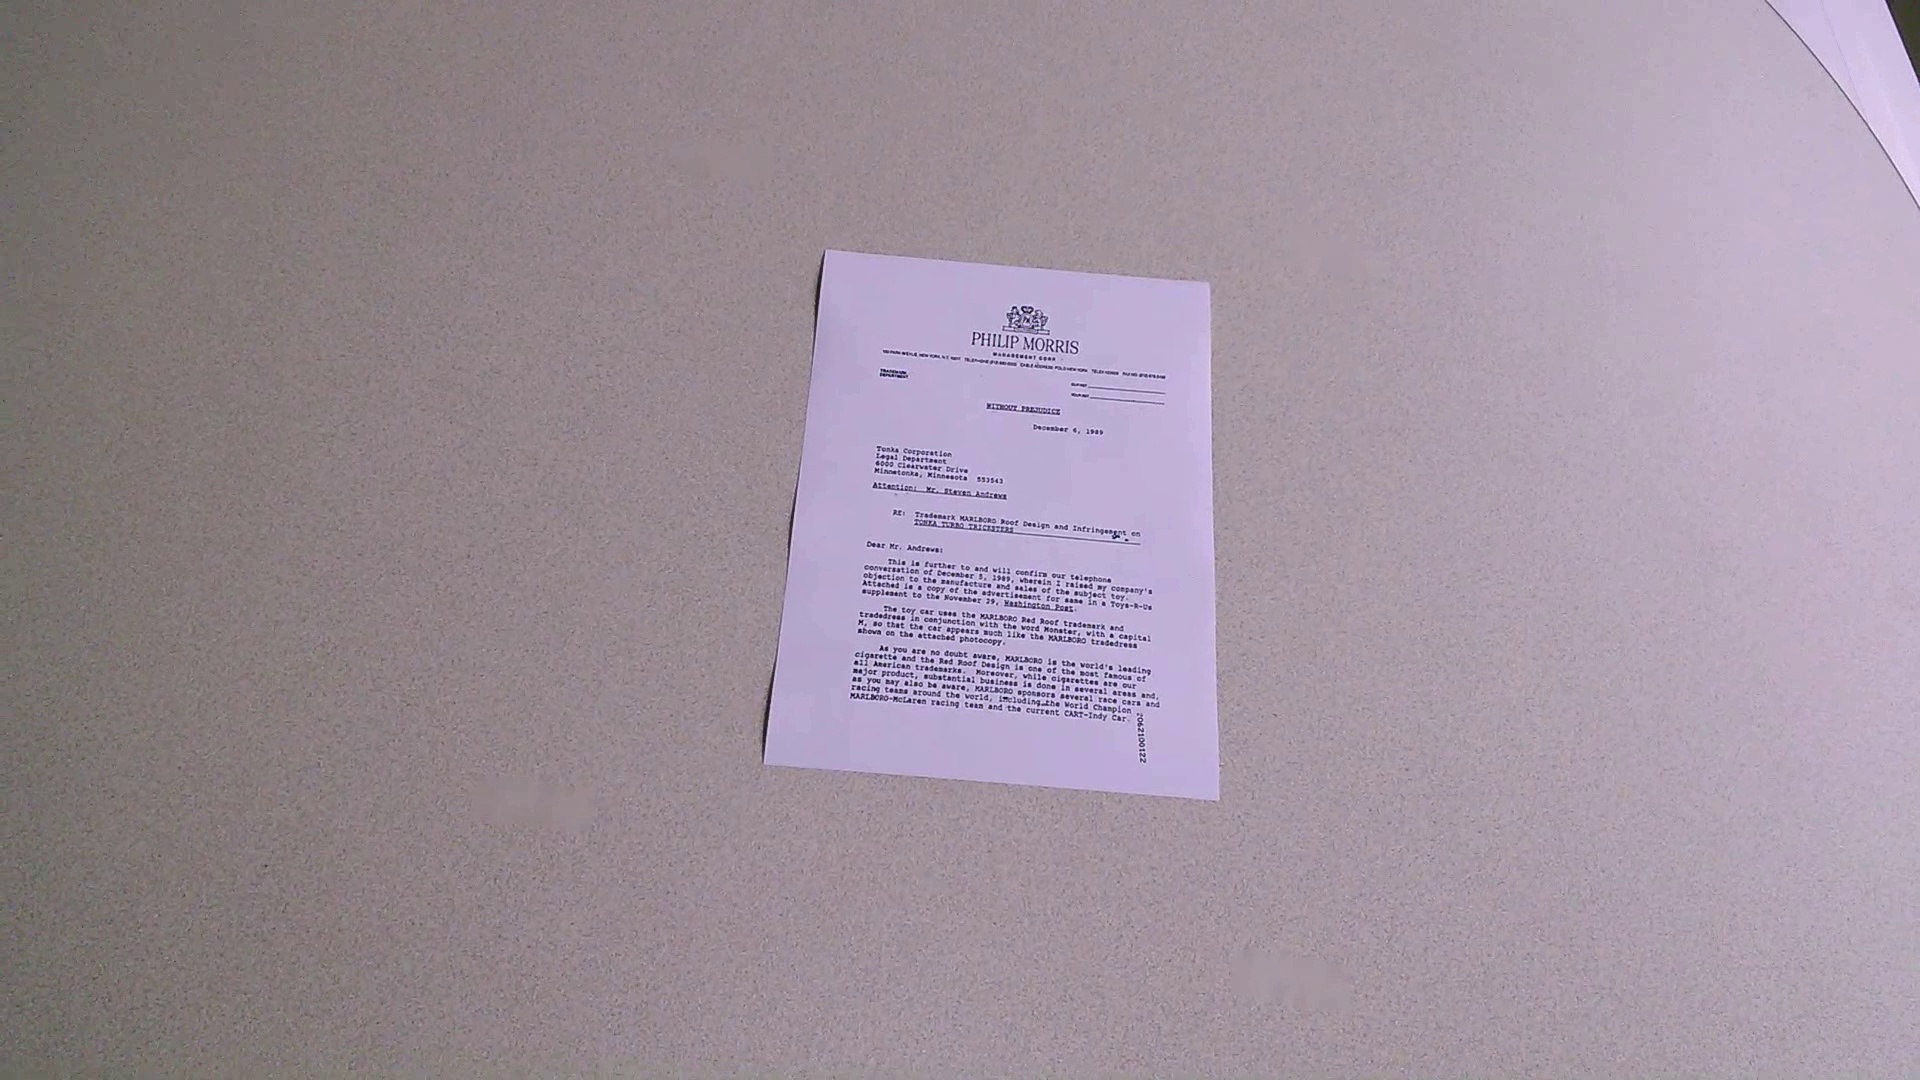 PHILIP MORRIS
MANAGEMENT CORP.
TRADEMARK
DEPARTMENT
OUR REF.
YOUR REF.
WITHOUT PREJUDICE
December 6, 1989
Tonka Corporation
Legal Department
6000 Clearwater Drive
Minnetonka, Minnesota 553543
Attention: Mr. Steven Andrews
RE: Trademark MARLBORO Roof Design and Infringement on
TONKA TURBO TRICKSTERS
Dear Mr. Andrews:
This is further to and will confirm our telephone
conversation of December 5, 1989, wherein I raised my company's
objection to the manufacture and sales of the subject toy.
Attached is a copy of the advertisement for same in a Toys-R-Us
supplement to the November 29, Washington Post.
The toy car uses the MARLBORO Red Roof trademark and
tradedress in conjunction with the word Monster, with a capital
M, so that the car appears much like the MARLBORO tradedress
shown on the attached photocopy.
As you are no doubt aware, MARLBORO is the world's leading
cigarette and the Red Roof Design is one of the most famous of
all American trademarks. Moreover, while cigarettes are our
major product, substantial business is done in several areas and,
as you may also be aware, MARLBORO sponsors several race cars and
racing teams around the world, including the World Champion
MARLBORO-McLaren racing team and the current CART-Indy Car.
2062100122